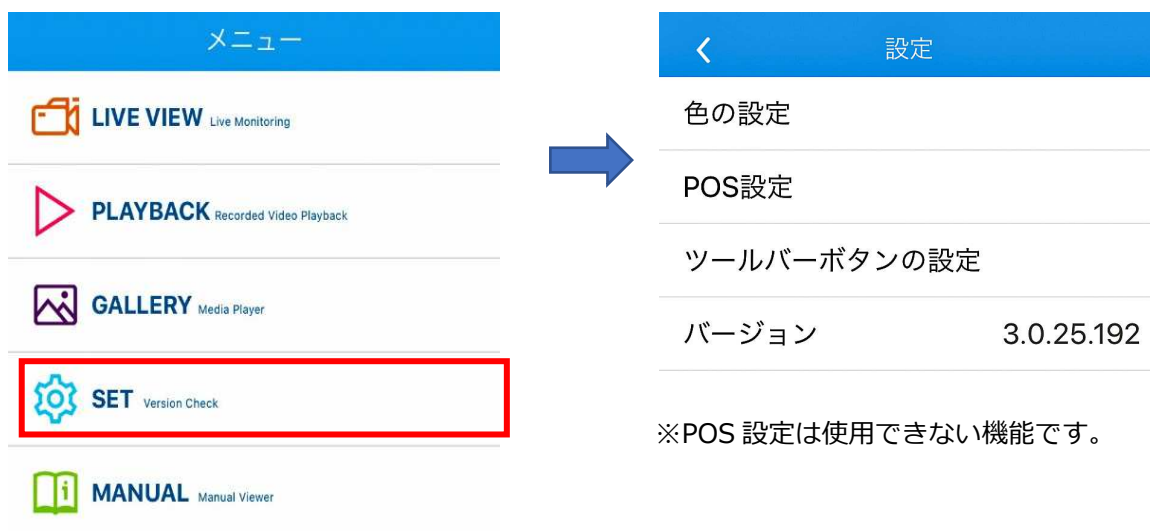 メニュー
LIVE VIEW Live Monitoring
PLAYBACK Recorded Video Playback
GALLERY Media Player
SET Version Check
MANUAL Manual Viewer
設定
色の設定
POS設定
ツールバーボタンの設定
バージョン 3.0.25.192
※POS 設定は使用できない機能です。